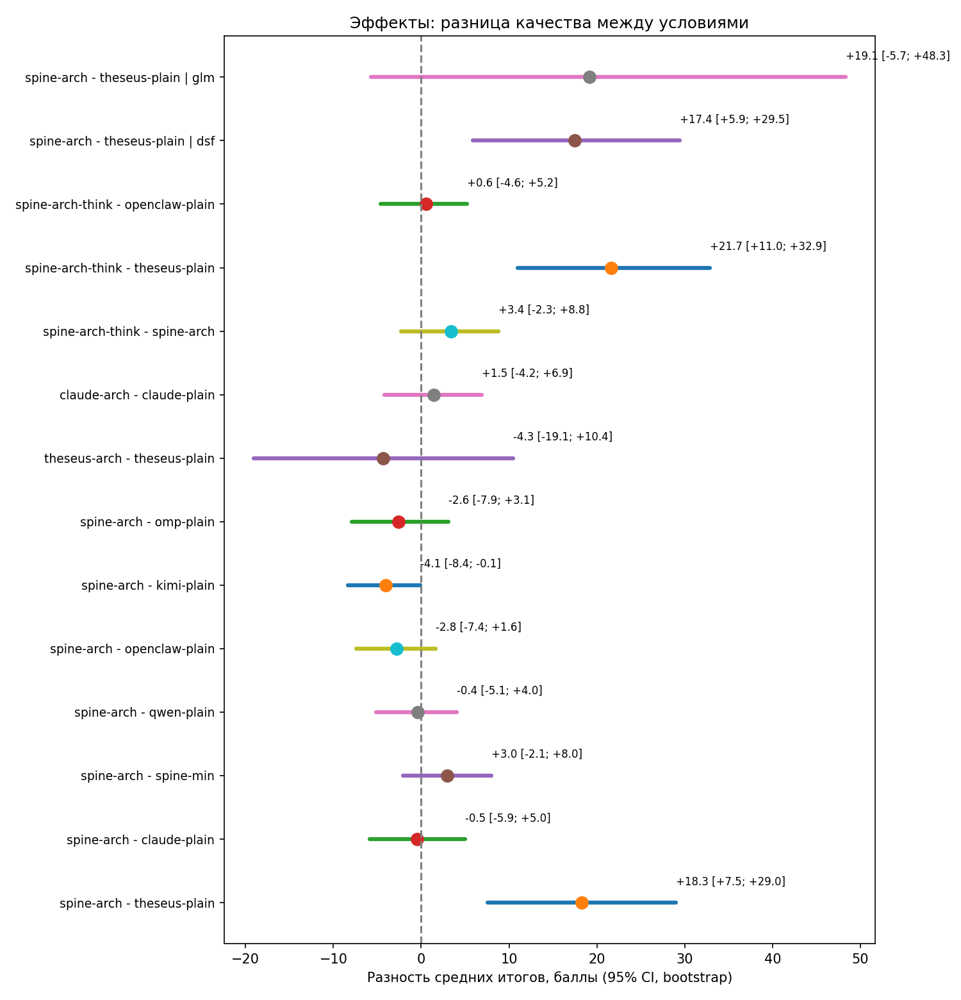 Эффекты: разница качества между условиями
+19.1 [-5.7; +48.3]
spine-arch - theseus-plain | glm
+17.4 [+5.9; +29.5]
spine-arch - theseus-plain | dsf
+0.6 [-4.6; +5.2]
spine-arch-think - openclaw-plain
+21.7 [+11.0; +32.9]
spine-arch-think - theseus-plain
+3.4 [-2.3; +8.8]
spine-arch-think - spine-arch
+1.5 [-4.2; +6.9]
claude-arch - claude-plain
-4.3 [-19.1; +10.4]
theseus-arch - theseus-plain
-2.6 [-7.9; +3.1]
spine-arch - omp-plain
-4.1 [-8.4; -0.1]
spine-arch - kimi-plain
-2.8 [-7.4; +1.6]
spine-arch - openclaw-plain
-0.4 [-5.1; +4.0]
spine-arch - qwen-plain
+3.0 [-2.1; +8.0]
spine-arch - spine-min
-0.5 [-5.9; +5.0]
spine-arch - claude-plain
+18.3 [+7.5; +29.0]
spine-arch - theseus-plain
−20 −10 0 10 20 30 40 50
Разность средних итогов, баллы (95% CI, bootstrap)